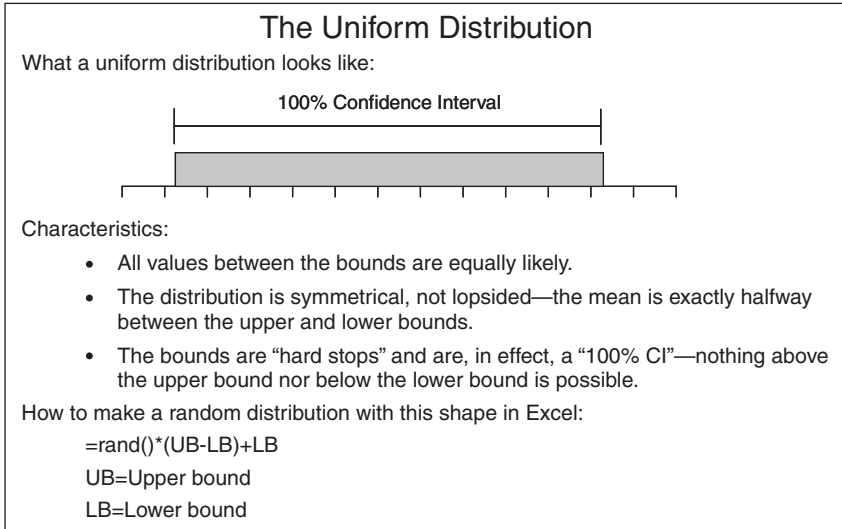 The Uniform Distribution
What a uniform distribution looks like:
100% Confidence Interval
Characteristics:
• All values between the bounds are equally likely.
• The distribution is symmetrical, not lopsided—the mean is exactly halfway
between the upper and lower bounds.
• The bounds are “hard stops” and are, in effect, a “100% CI”—nothing above
the upper bound nor below the lower bound is possible.
How to make a random distribution with this shape in Excel:
=rand()*(UB-LB)+LB
UB=Upper bound
LB=Lower bound